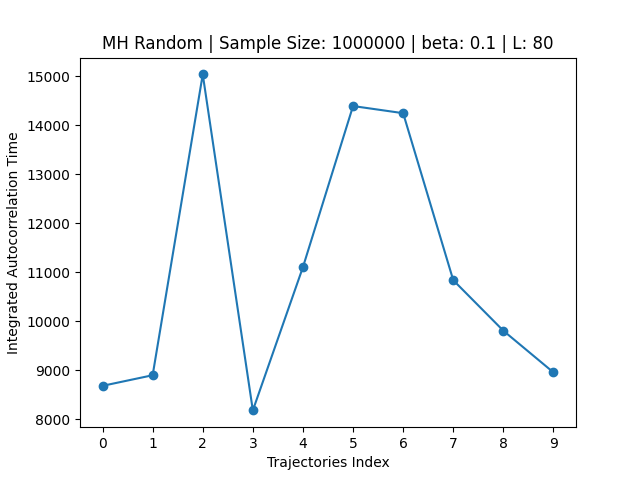 MH Random | Sample Size: 1000000 | beta: 0.1 | L: 80
Integrated Autocorrelation Time
15000
14000
13000
12000
11000
10000
9000
8000
0 1 2 3 4 5 6 7 8 9
Trajectories Index